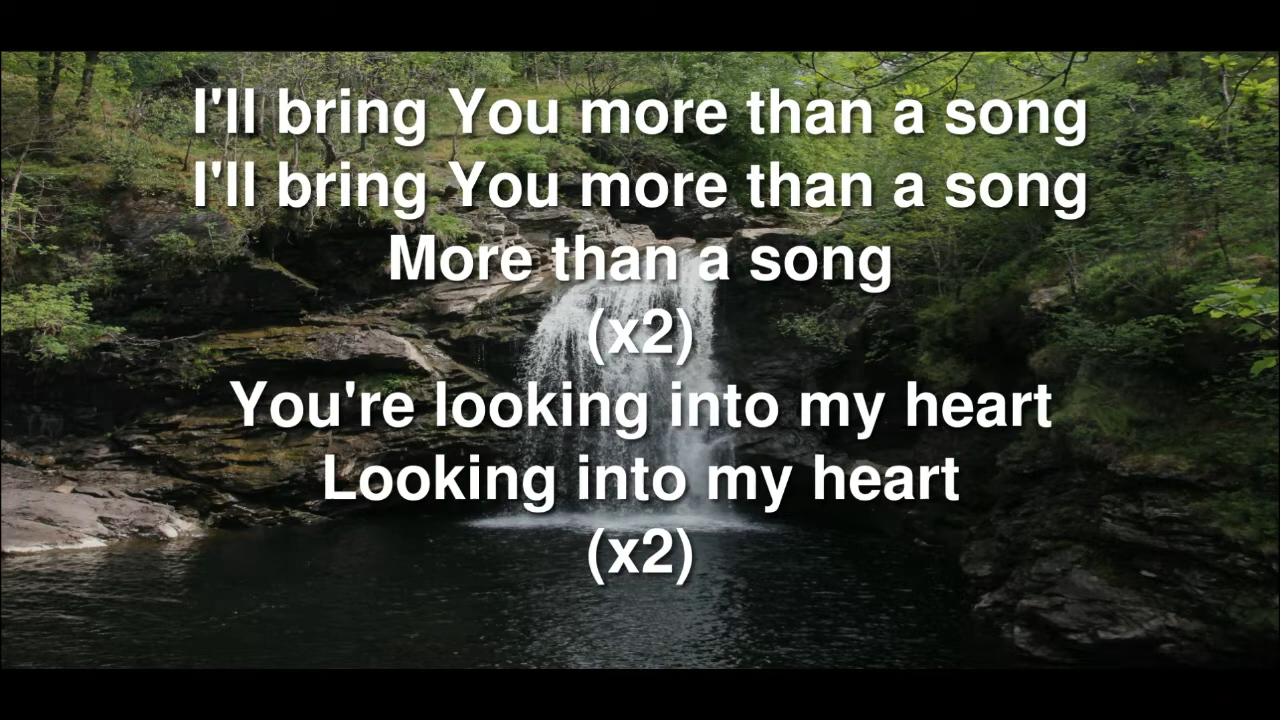 I'll bring You more than a song
I'll bring You more than a song
More than a song
(x2)
You're looking into my heart
Looking into my heart
(x2)